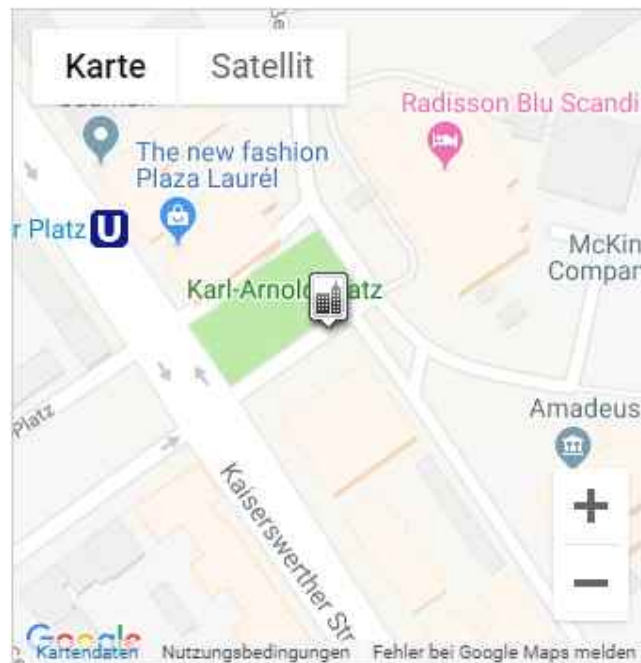 Karte
Satellit
Radisson Blu Scandi
The new fashion
Plaza Laurél
r Platz U
McKin
Compan
Karl-Arnold
atz
Amadeus
Platz
Kaiserswerther Str
+
−
Google
Kartendaten
Nutzungsbedingungen
Fehler bei Google Maps melden